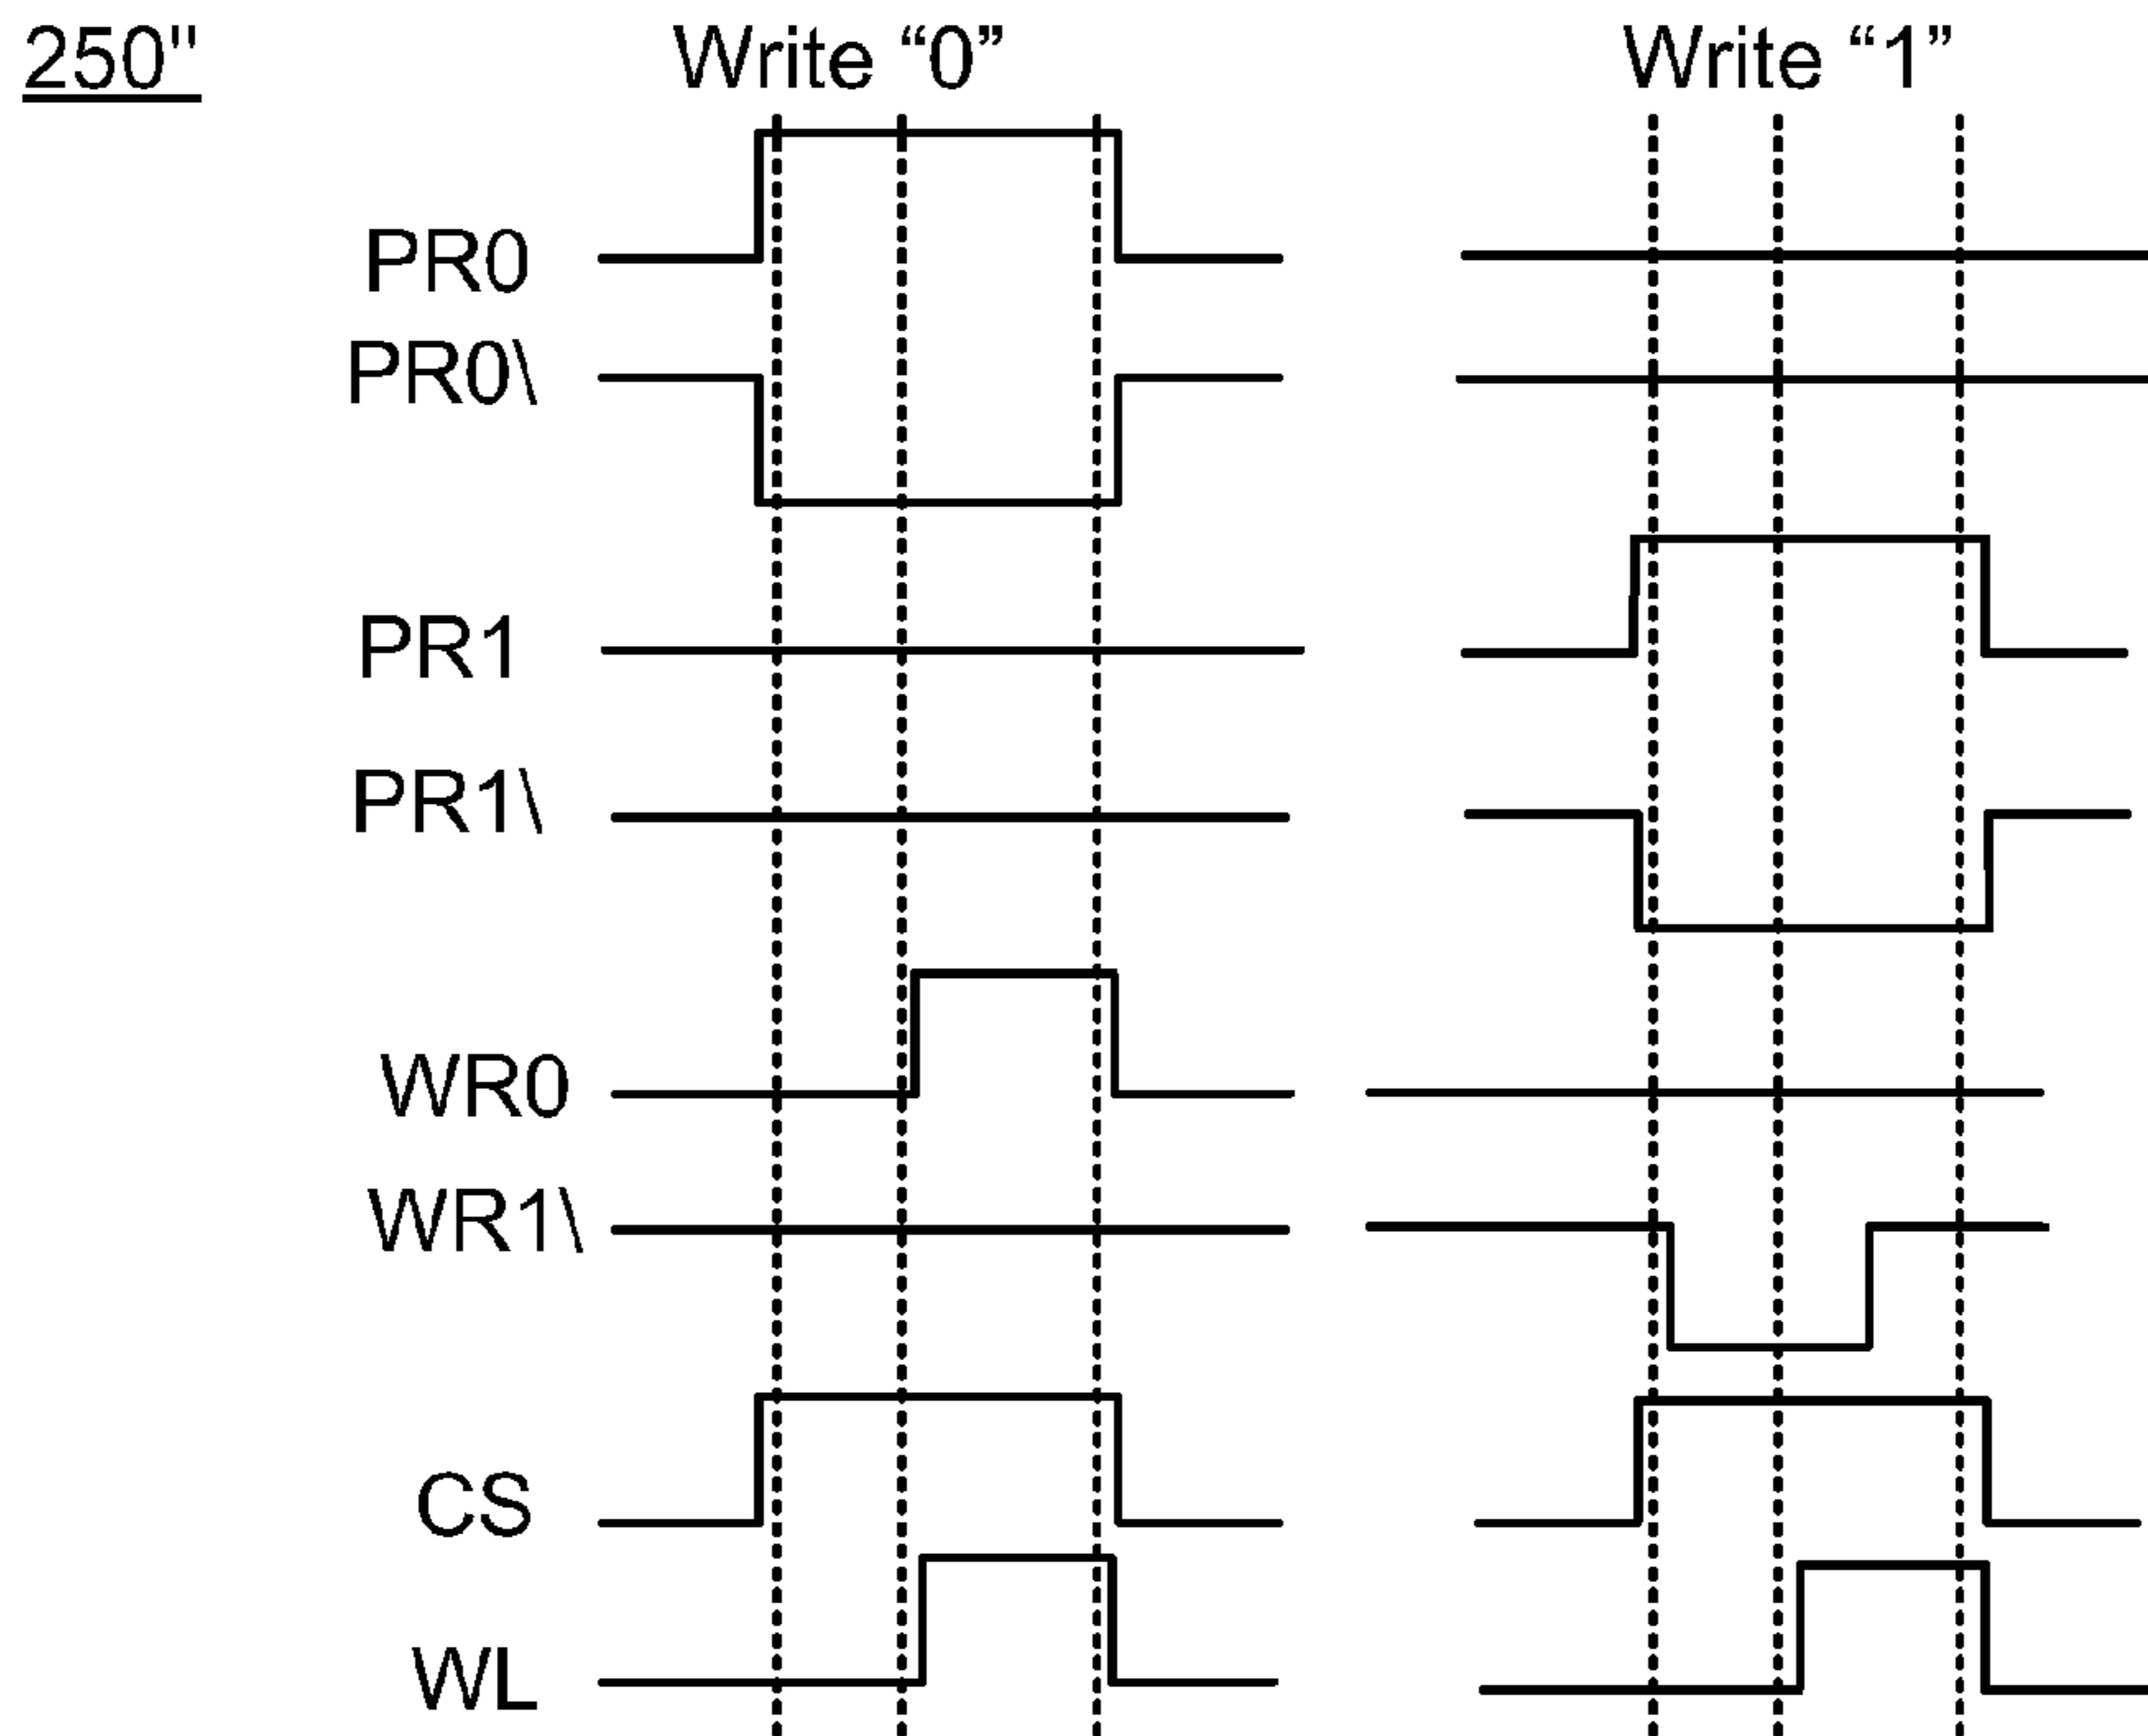 250" Write “0” Write “1”
PR0
PR0\
PR1
PR1\
WR0
WR1\
CS
WL